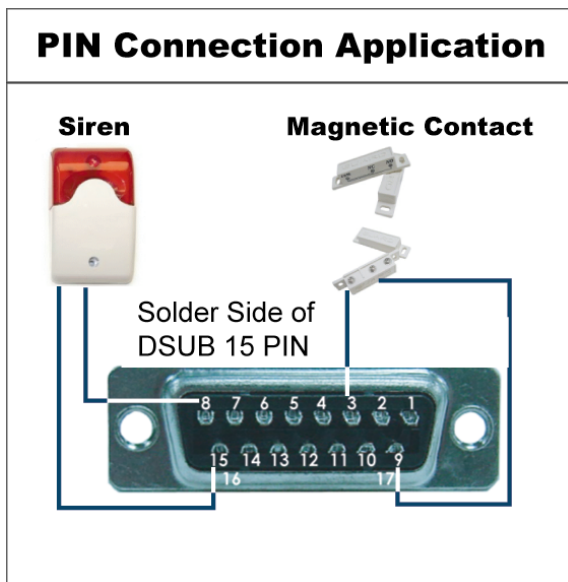 PIN Connection Application
Siren
Magnetic Contact
Solder Side of
DSUB 15 PIN
8 7 6 5 4 3 2 1
15 14 13 12 11 10 9
16 17